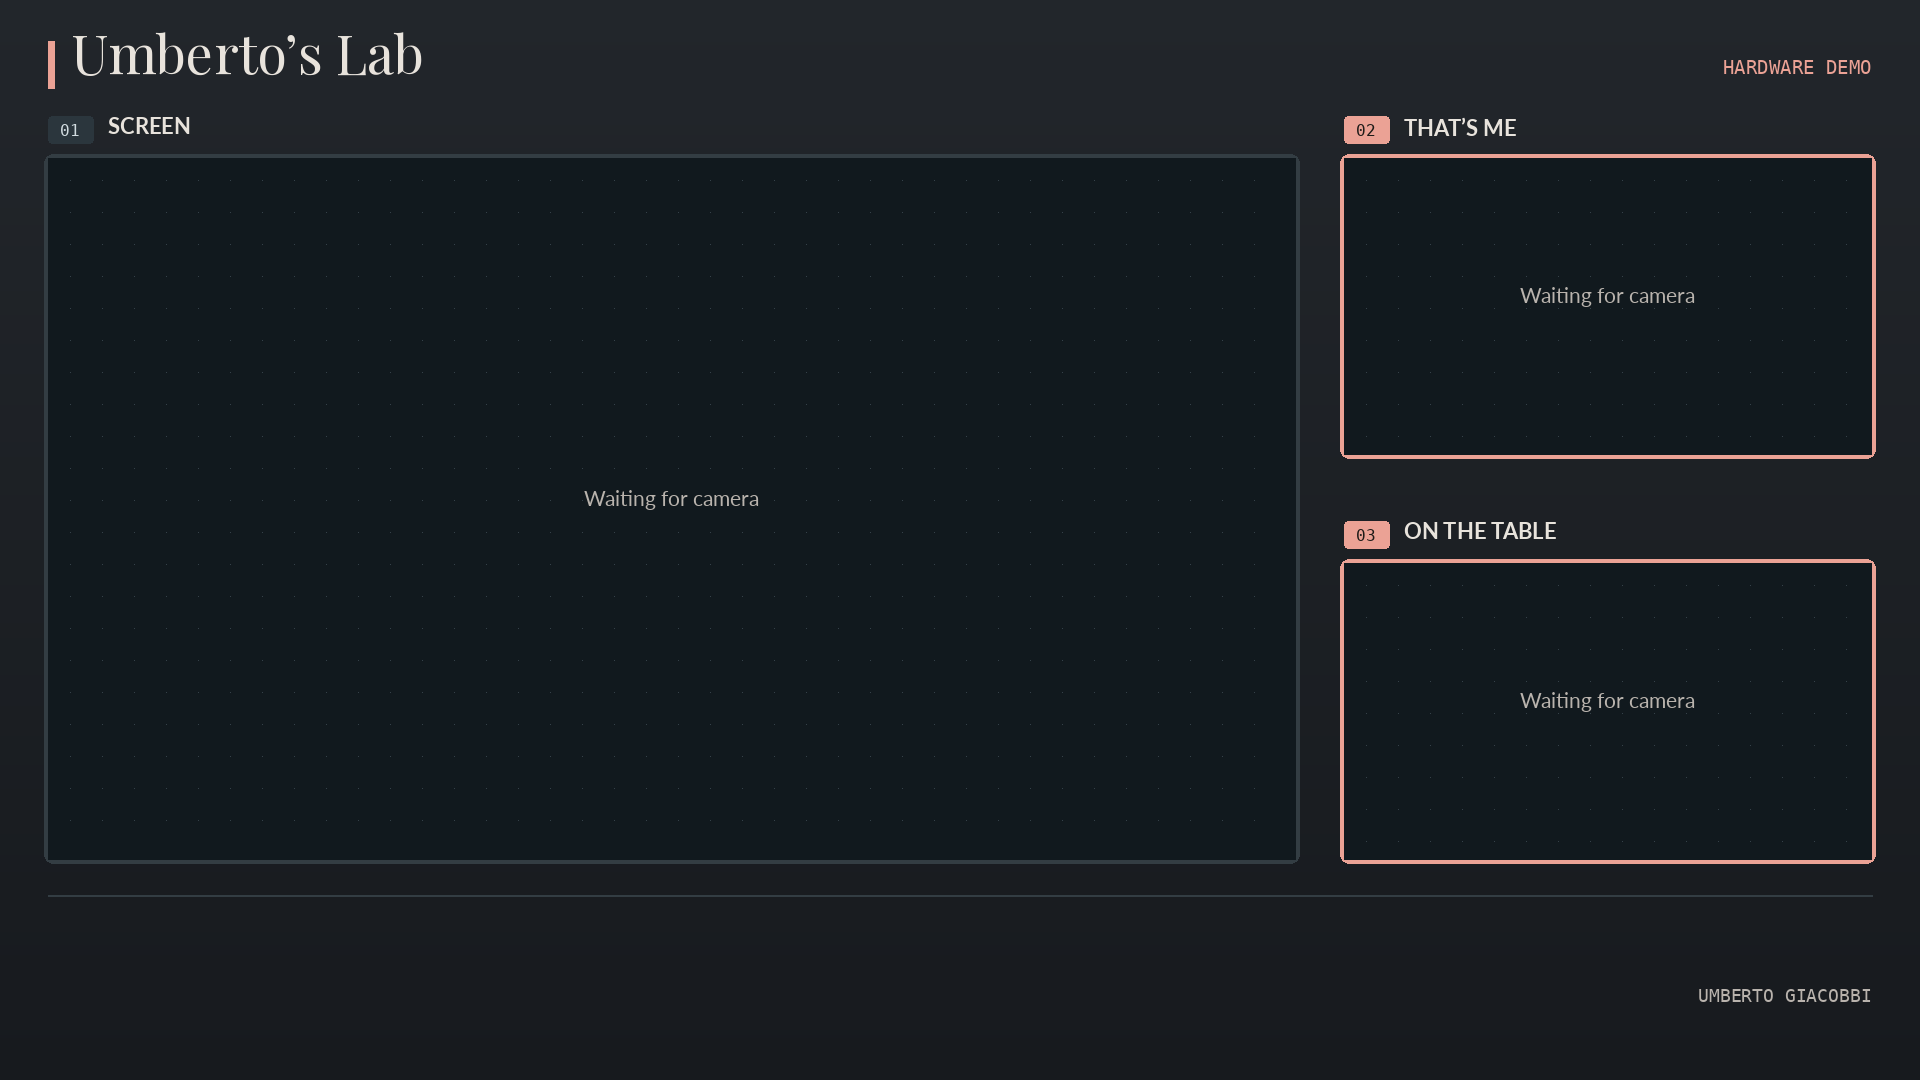 Umberto’s Lab
HARDWARE DEMO
01 SCREEN
Waiting for camera
02 THAT’S ME
Waiting for camera
03 ON THE TABLE
Waiting for camera
UMBERTO GIACOBBI